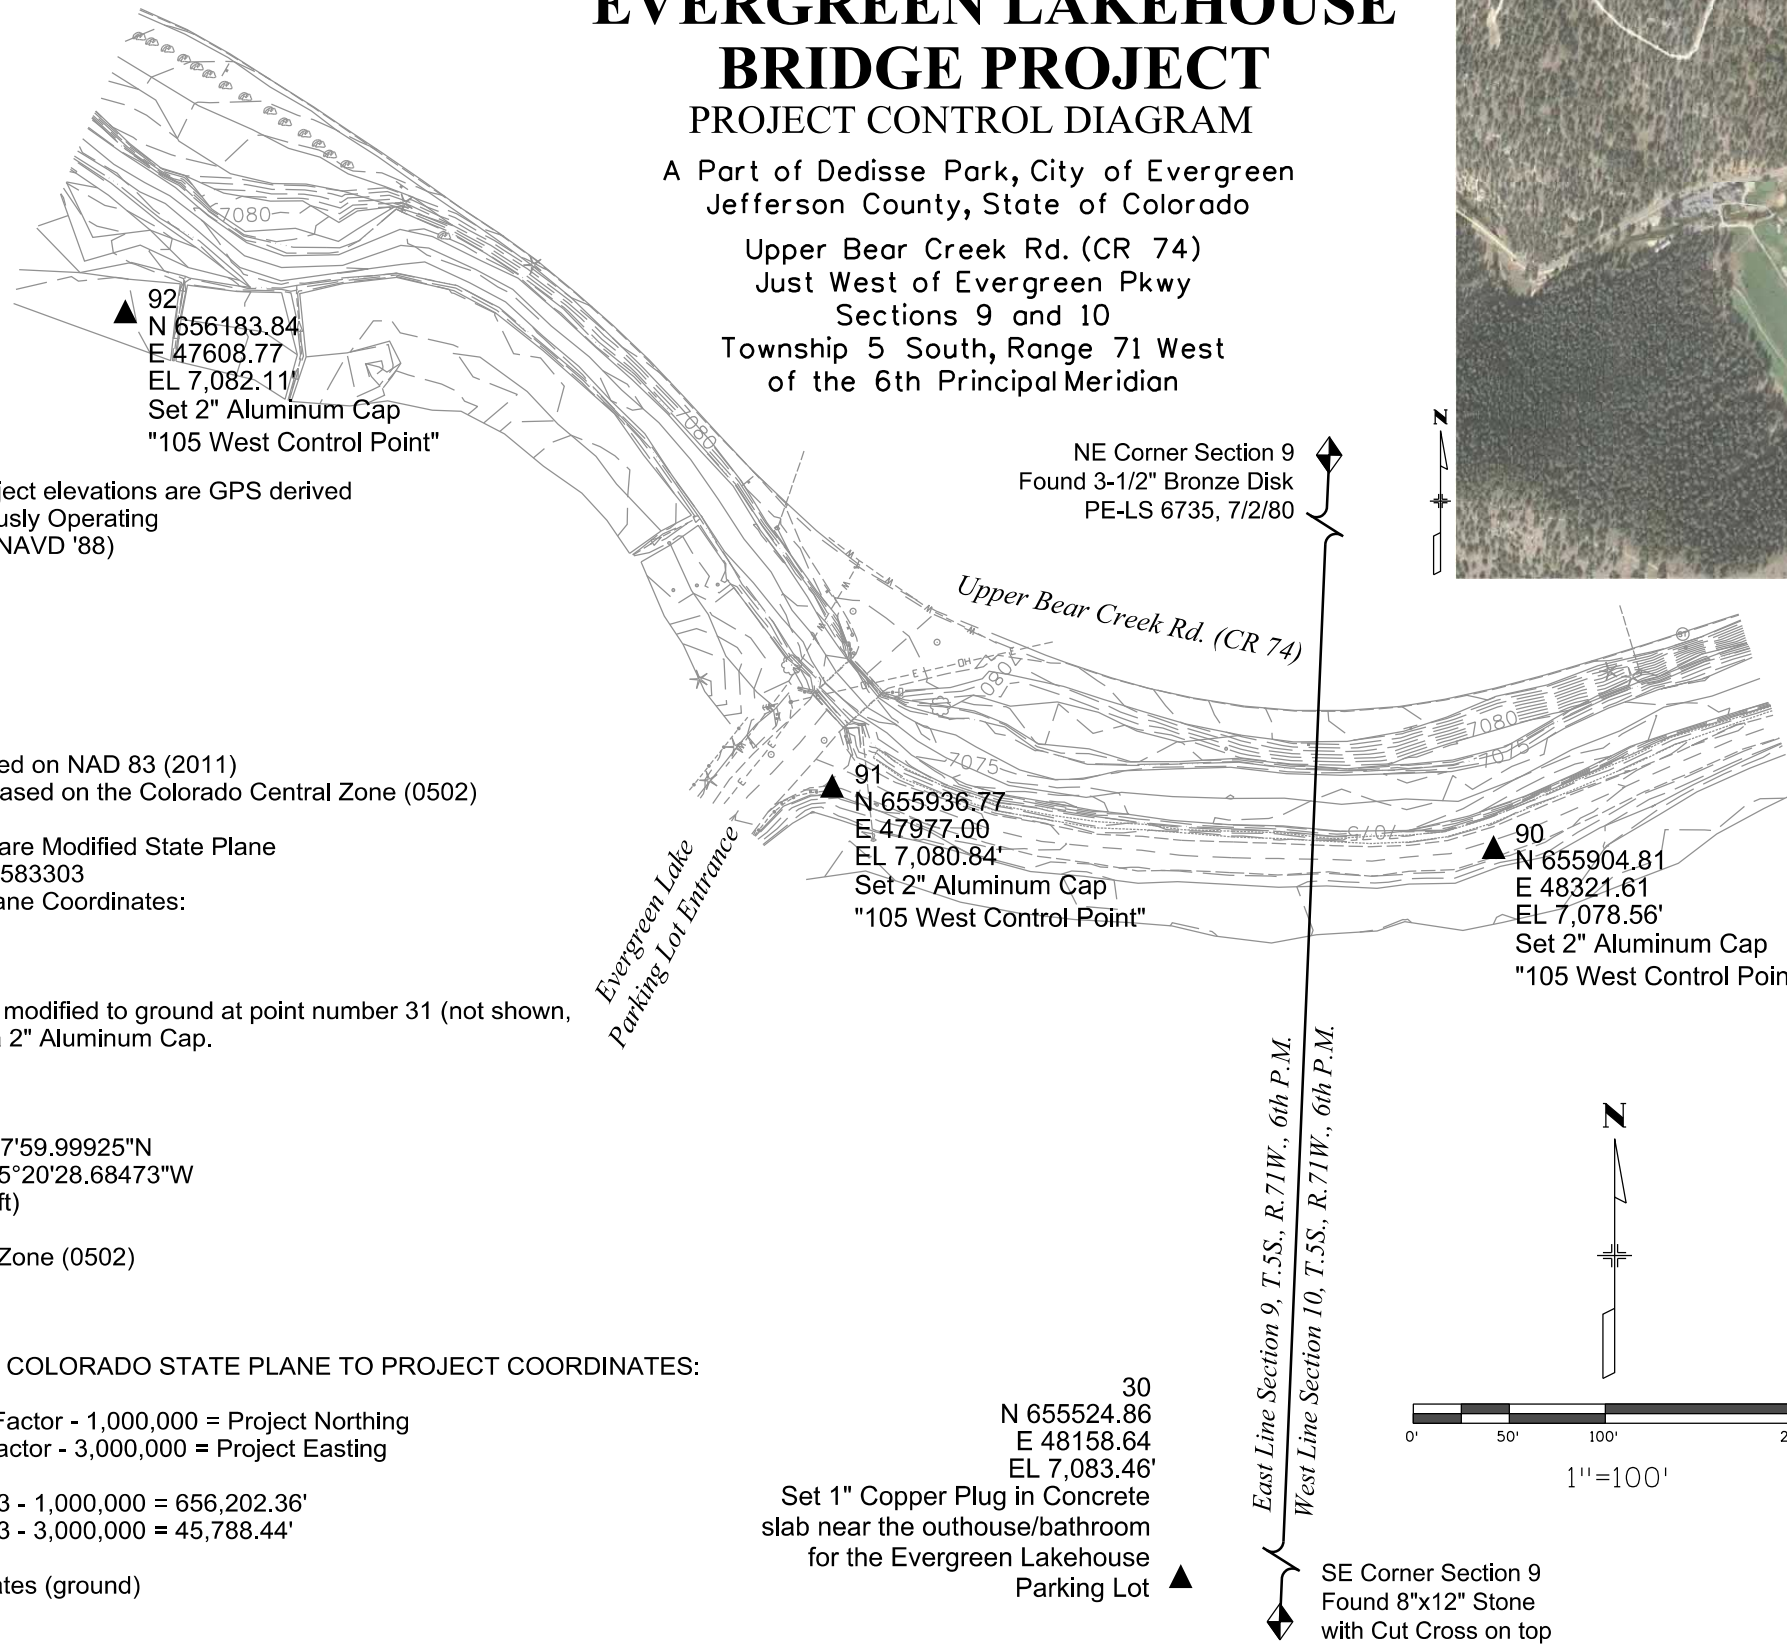 EVERGREEN LAKEHOUSE
BRIDGE PROJECT
PROJECT CONTROL DIAGRAM
A Part of Dedisse Park, City of Evergreen
Jefferson County, State of Colorado
Upper Bear Creek Rd. (CR 74)
Just West of Evergreen Pkwy
Sections 9 and 10
Township 5 South, Range 71 West
of the 6th Principal Meridian
7080
92
N 656183.84
E 47608.77
EL 7,082.11'
Set 2" Aluminum Cap
"105 West Control Point"
7080
NE Corner Section 9
Found 3-1/2" Bronze Disk
PE-LS 6735, 7/2/80
N
ject elevations are GPS derived
usly Operating
NAVD '88)
Upper Bear Creek Rd. (CR 74)
7080
7080
7075
7075
7075
ed on NAD 83 (2011)
ased on the Colorado Central Zone (0502)
are Modified State Plane
583303
ane Coordinates:
91
N 655936.77
E 47977.00
EL 7,080.84'
Set 2" Aluminum Cap
"105 West Control Point"
90
N 655904.81
E 48321.61
EL 7,078.56'
Set 2" Aluminum Cap
"105 West Control Poin
Evergreen Lake
Parking Lot Entrance
modified to ground at point number 31 (not shown,
2" Aluminum Cap.
7'59.99925"N
5°20'28.68473"W
ft)
Zone (0502)
East Line Section 9, T.5S., R.71W., 6th P.M.
West Line Section 10, T.5S., R.71W., 6th P.M.
N
COLORADO STATE PLANE TO PROJECT COORDINATES:
Factor - 1,000,000 = Project Northing
actor - 3,000,000 = Project Easting
3 - 1,000,000 = 656,202.36'
3 - 3,000,000 = 45,788.44'
ates (ground)
30
N 655524.86
E 48158.64
EL 7,083.46'
Set 1" Copper Plug in Concrete
slab near the outhouse/bathroom
for the Evergreen Lakehouse
Parking Lot
0' 50' 100' 2
1"=100'
SE Corner Section 9
Found 8"x12" Stone
with Cut Cross on top